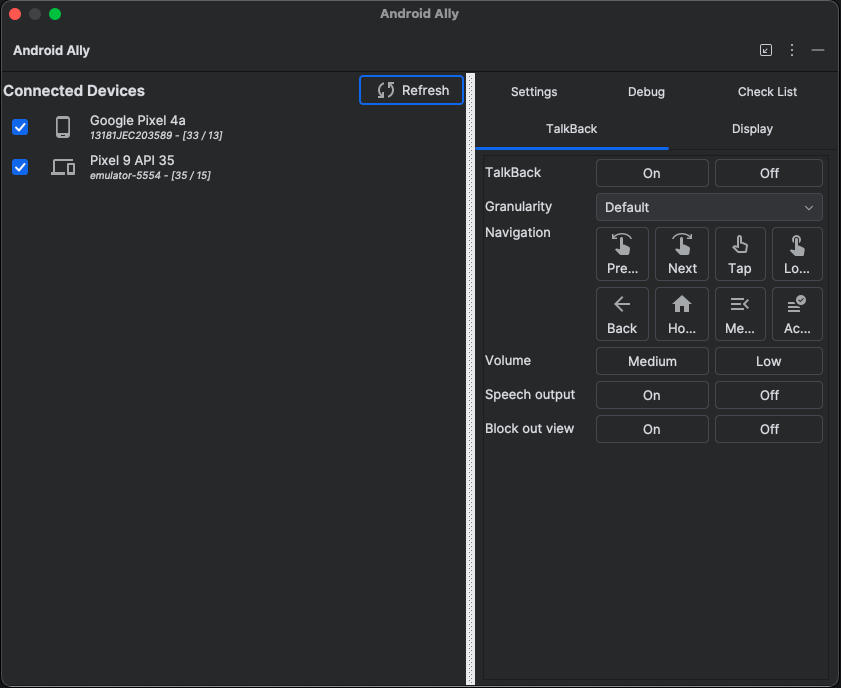 Android Ally
Android Ally
Connected Devices
Refresh
Google Pixel 4a
13181JEC203589 - [33 / 13]
Pixel 9 API 35
emulator-5554 - [35 / 15]
Settings Debug Check List
TalkBack Display
TalkBack On Off
Granularity Default
Navigation
Pre... Next Tap Lo...
Back Ho... Me... Ac...
Volume Medium Low
Speech output On Off
Block out view On Off